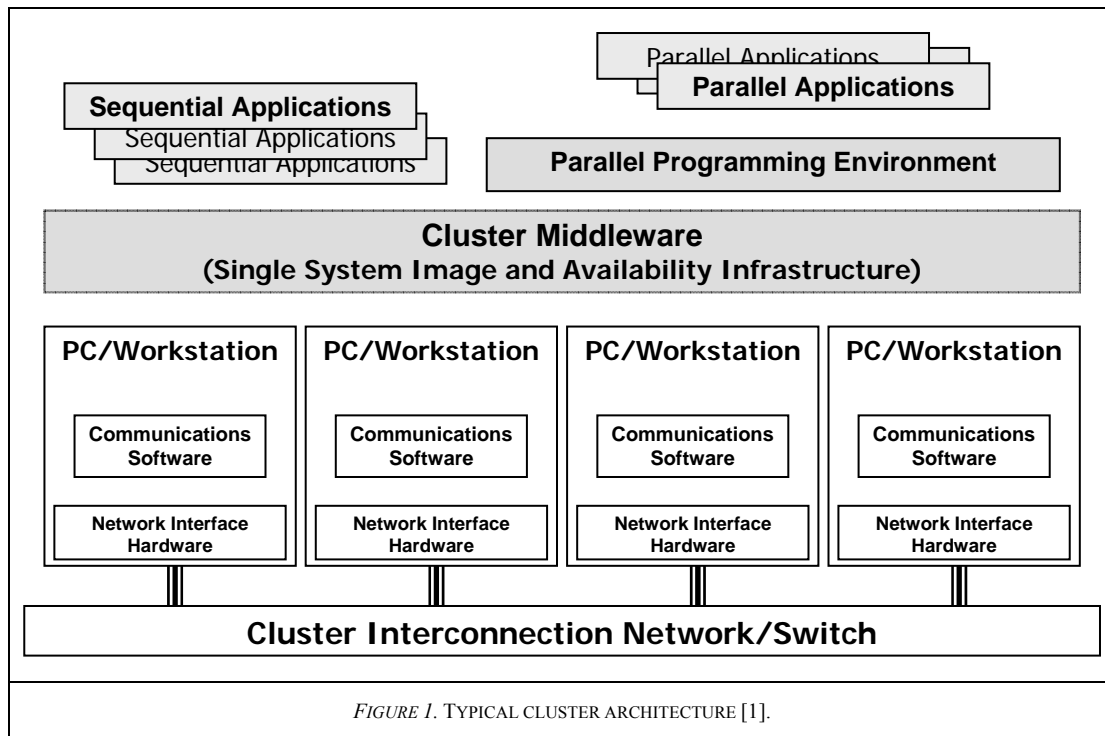 Parallel Applications
Parallel Applications
Sequential Applications
Sequential Applications
Sequential Applications
Parallel Programming Environment
Cluster Middleware
(Single System Image and Availability Infrastructure)
PC/Workstation
Communications
Software
Network Interface
Hardware
PC/Workstation
Communications
Software
Network Interface
Hardware
PC/Workstation
Communications
Software
Network Interface
Hardware
PC/Workstation
Communications
Software
Network Interface
Hardware
Cluster Interconnection Network/Switch
FIGURE 1. TYPICAL CLUSTER ARCHITECTURE [1].